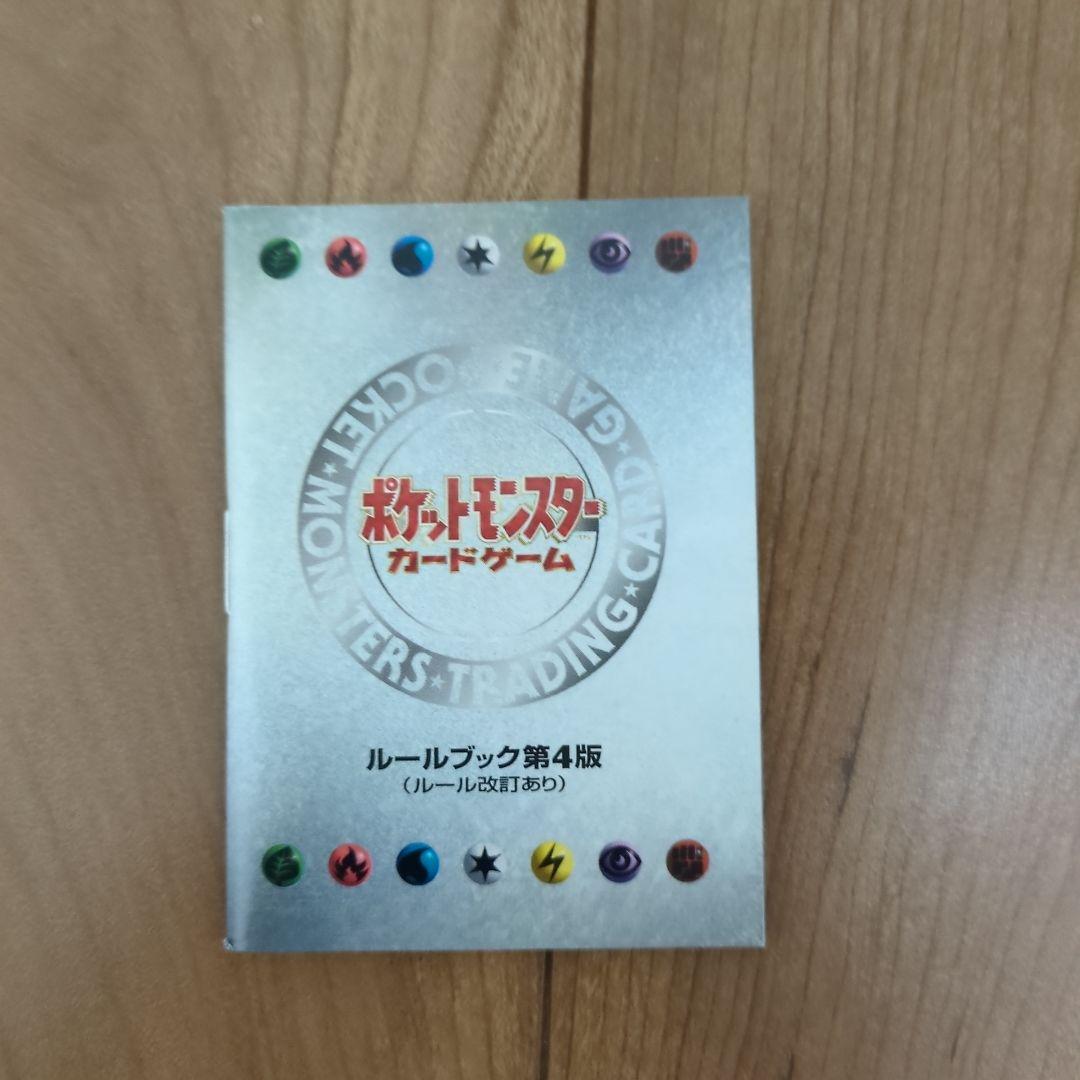 POCKET★MONSTERS★TRADING★CARD★GAME★
ポケットモンスター
カードゲーム
ルールブック第4版
(ルール改訂あり)